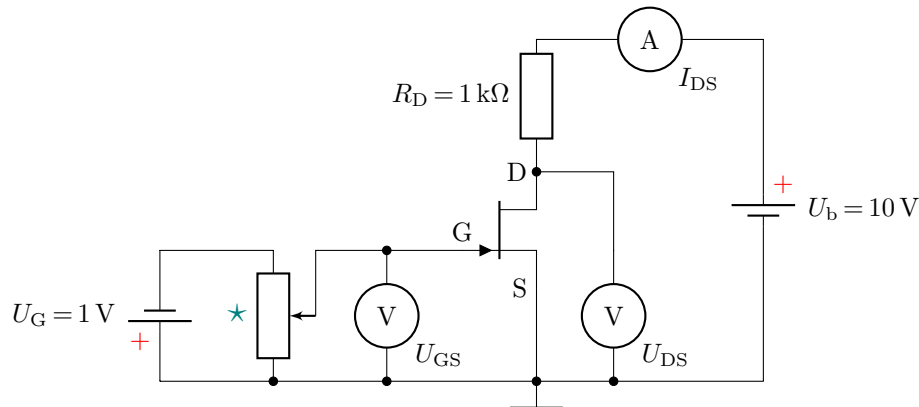 A
I_DS
R_D = 1 kΩ
D
+
U_b = 10 V
G
S
U_G = 1 V
+
★
V
U_GS
V
U_DS